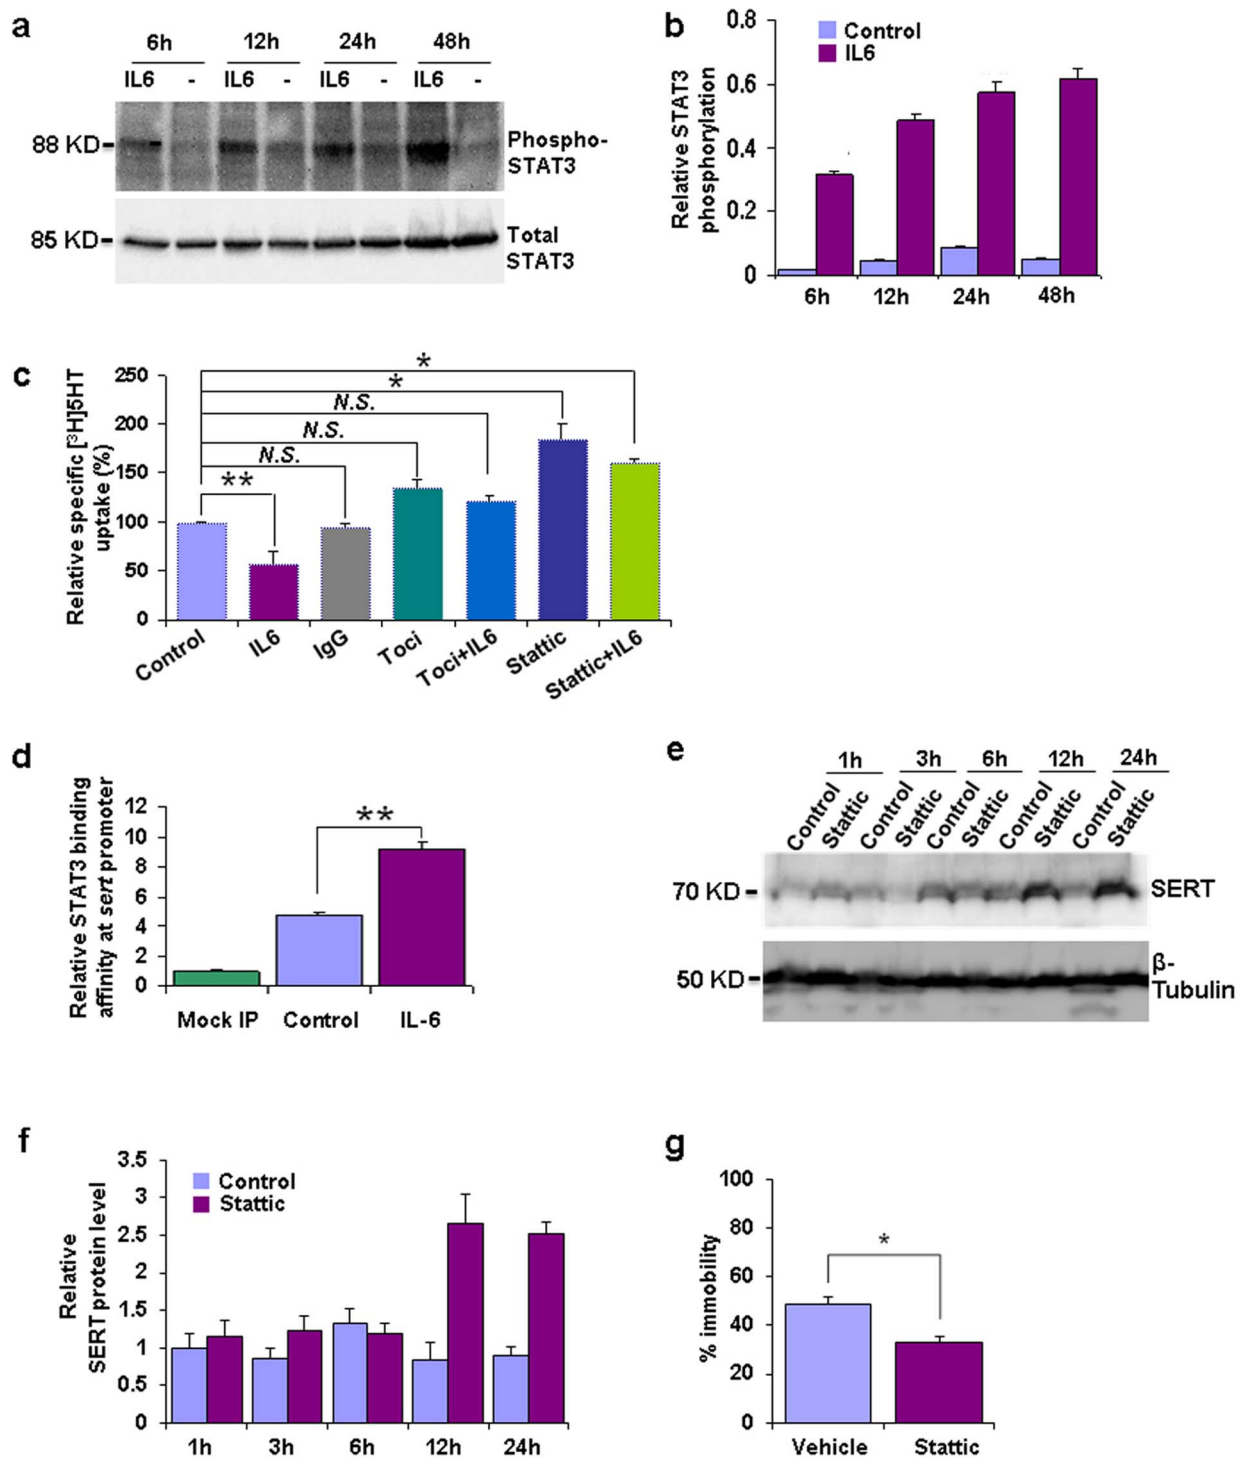 a
6h 12h 24h 48h
IL6 - IL6 - IL6 - IL6 -
88 KD
Phospho-
STAT3
85 KD
Total
STAT3
b
Relative STAT3
phosphorylation
0.8
0.6
0.4
0.2
0
Control
IL6
6h 12h 24h 48h
c
Relative specific [³H]5HT
uptake (%)
250
200
150
100
50
0
*
*
N.S.
N.S.
N.S.
**
Control IL6 IgG Toci Toci+IL6 Stattic Stattic+IL6
d
Relative STAT3 binding
affinity at sert promoter
12
10
8
6
4
2
0
**
Mock IP Control IL-6
e
1h 3h 6h 12h 24h
Control Stattic Control Stattic Control Stattic Control Stattic Control Stattic
70 KD
SERT
50 KD
β-
Tubulin
f
Relative
SERT protein level
3.5
3
2.5
2
1.5
1
0.5
0
Control
Stattic
1h 3h 6h 12h 24h
g
% immobility
100
80
60
40
20
0
*
Vehicle Stattic